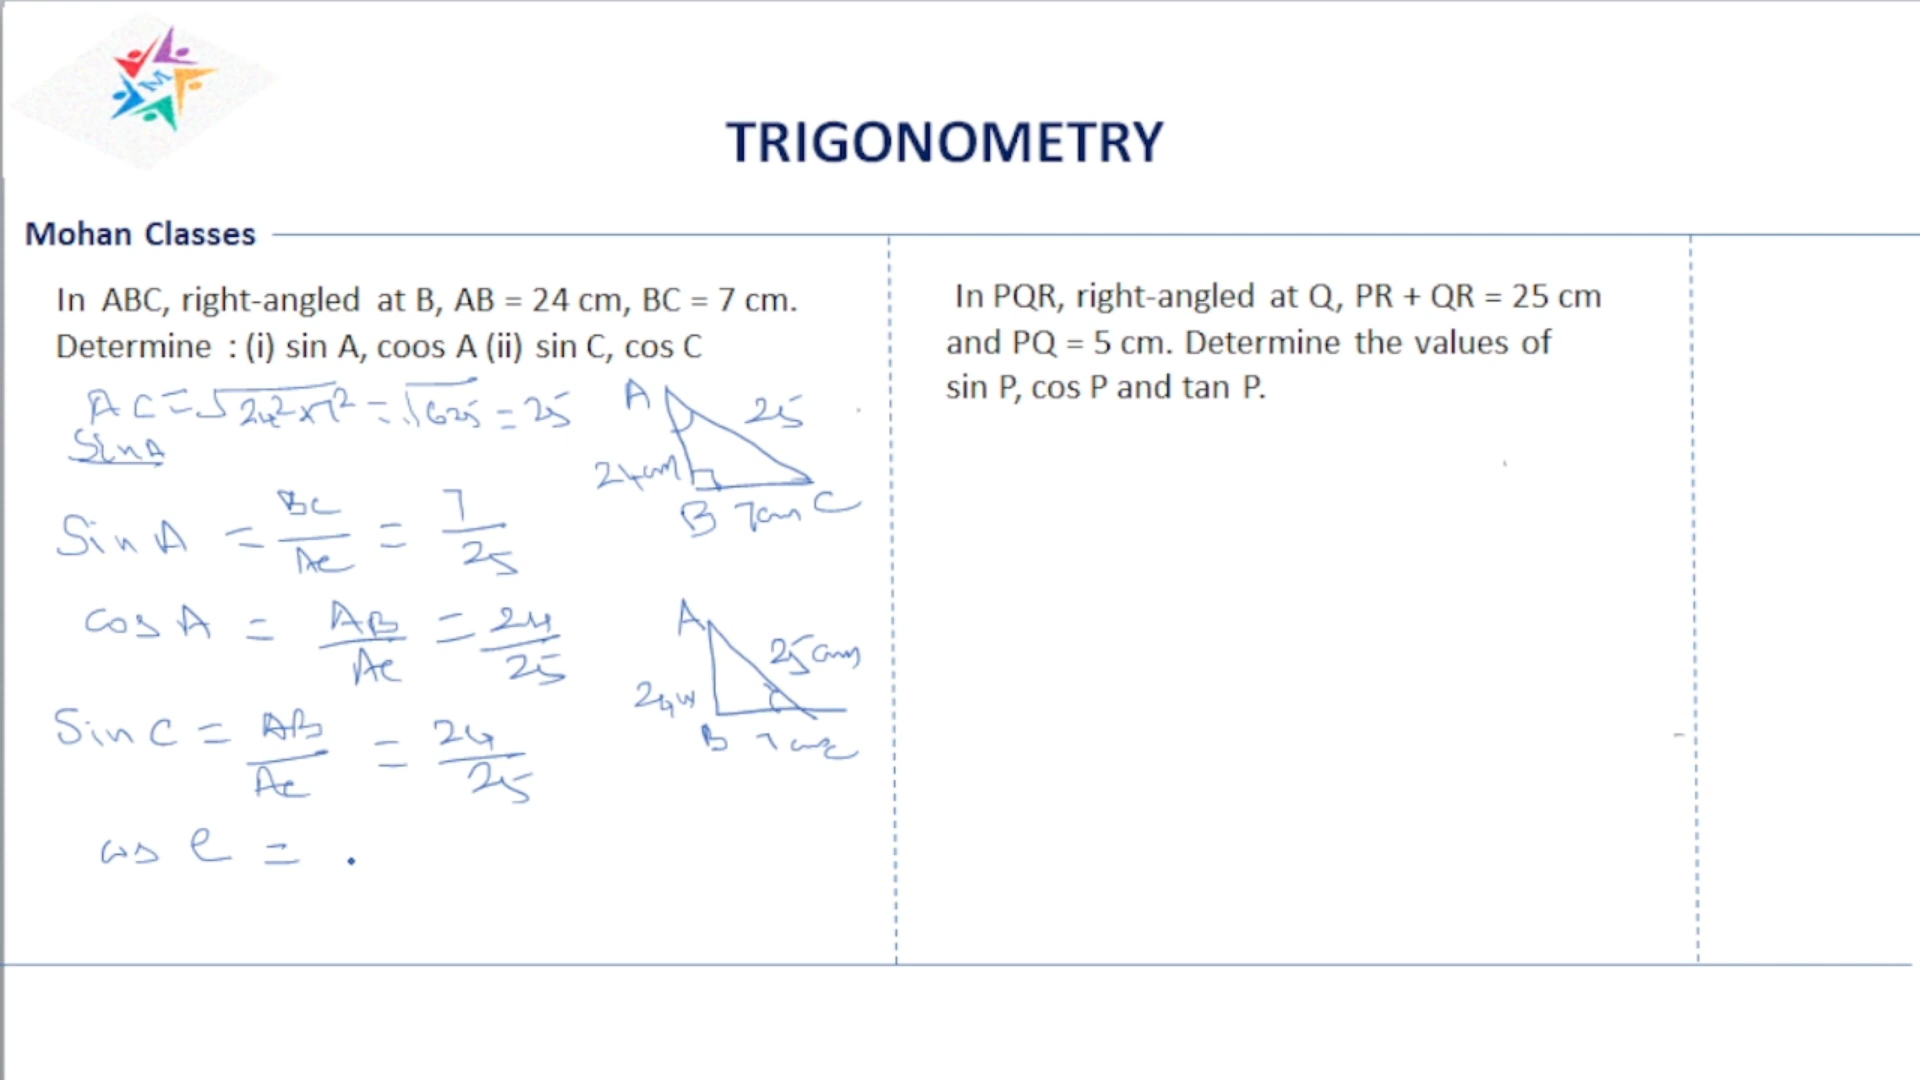 M
TRIGONOMETRY
Mohan Classes
In ABC, right-angled at B, AB = 24 cm, BC = 7 cm.
Determine : (i) sin A, coos A (ii) sin C, cos C
AC = √24²×7² = √625 = 25
Sin A
Sin A = BC/AC = 7/25
cos A = AB/AC = 24/25
Sin C = AB/AC = 24/25
cos C = .
A
25
24cm
B 7cm C
A
25cm
B 7cm C
In PQR, right-angled at Q, PR + QR = 25 cm
and PQ = 5 cm. Determine the values of
sin P, cos P and tan P.